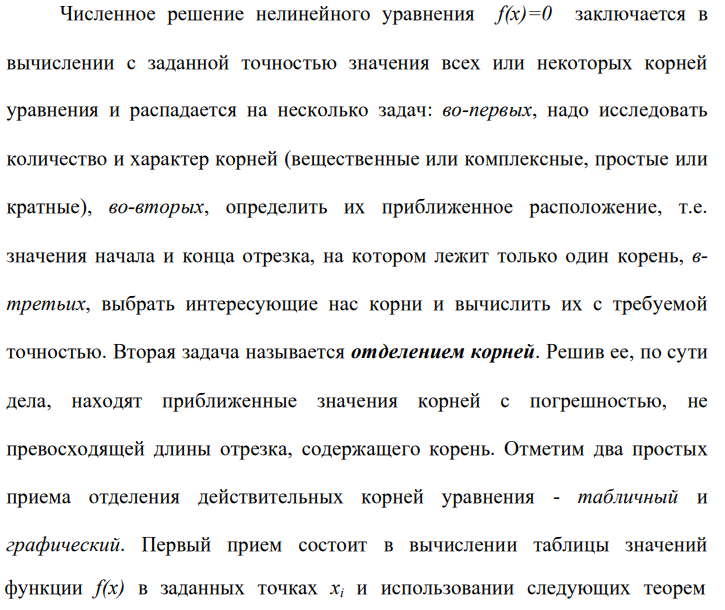 Численное решение нелинейного уравнения f(x)=0 заключается в
вычислении с заданной точностью значения всех или некоторых корней
уравнения и распадается на несколько задач: во-первых, надо исследовать
количество и характер корней (вещественные или комплексные, простые или
кратные), во-вторых, определить их приближенное расположение, т.е.
значения начала и конца отрезка, на котором лежит только один корень, в-
третьих, выбрать интересующие нас корни и вычислить их с требуемой
точностью. Вторая задача называется отделением корней. Решив ее, по сути
дела, находят приближенные значения корней с погрешностью, не
превосходящей длины отрезка, содержащего корень. Отметим два простых
приема отделения действительных корней уравнения - табличный и
графический. Первый прием состоит в вычислении таблицы значений
функции f(x) в заданных точках xi и использовании следующих теорем